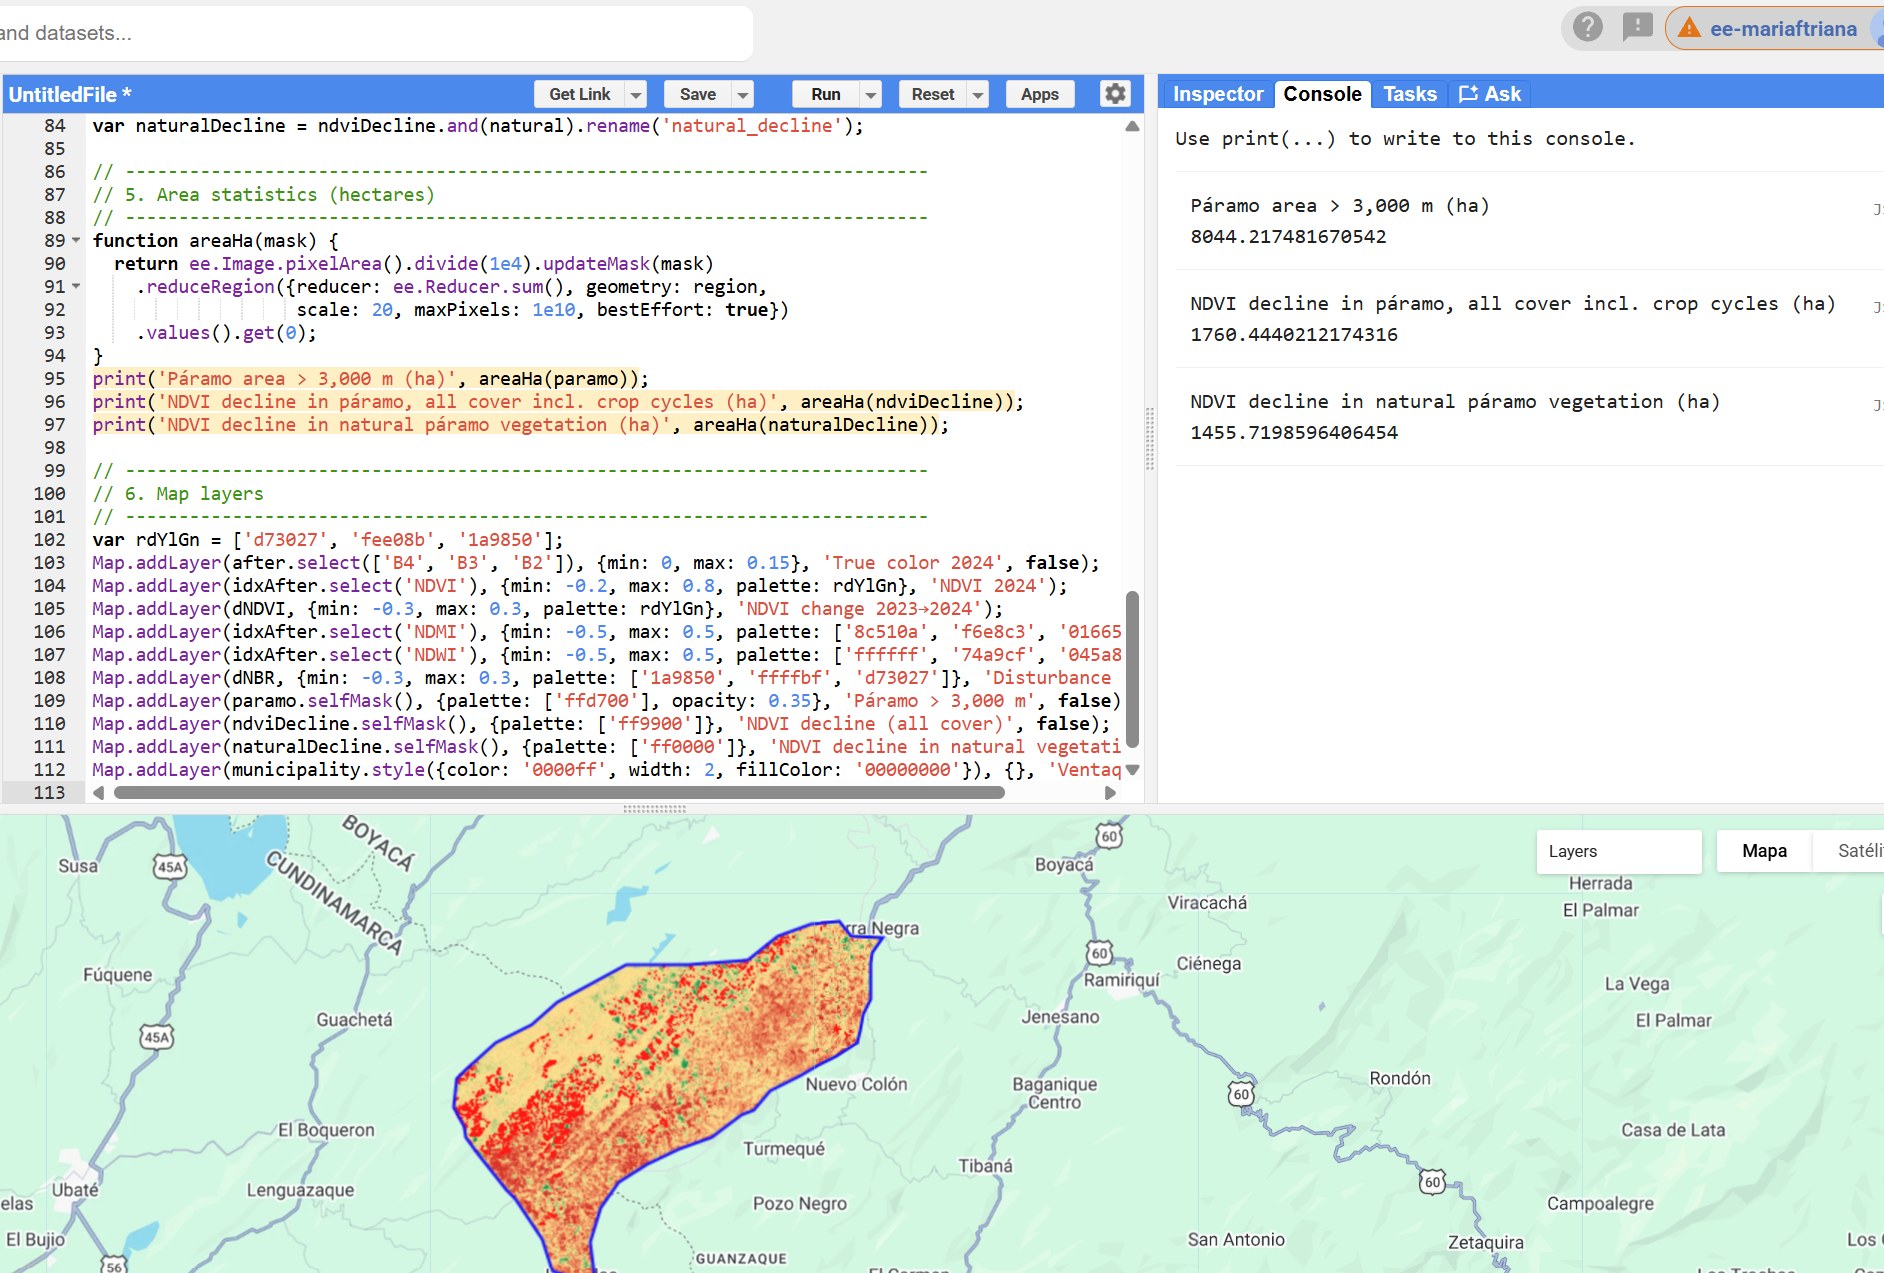 and datasets...
ee-mariaftriana
UntitledFile *
Get Link
Save
Run
Reset
Apps
Inspector
Console
Tasks
Ask
84 var naturalDecline = ndviDecline.and(natural).rename('natural_decline');
85
86 // ---------------------------------------------------------------------------
87 // 5. Area statistics (hectares)
88 // ---------------------------------------------------------------------------
89 function areaHa(mask) {
90 return ee.Image.pixelArea().divide(1e4).updateMask(mask)
91 .reduceRegion({reducer: ee.Reducer.sum(), geometry: region,
92 scale: 20, maxPixels: 1e10, bestEffort: true})
93 .values().get(0);
94 }
95 print('Páramo area > 3,000 m (ha)', areaHa(paramo));
96 print('NDVI decline in páramo, all cover incl. crop cycles (ha)', areaHa(ndviDecline));
97 print('NDVI decline in natural páramo vegetation (ha)', areaHa(naturalDecline));
98
99 // ---------------------------------------------------------------------------
100 // 6. Map layers
101 // ---------------------------------------------------------------------------
102 var rdYlGn = ['d73027', 'fee08b', '1a9850'];
103 Map.addLayer(after.select(['B4', 'B3', 'B2']), {min: 0, max: 0.15}, 'True color 2024', false);
104 Map.addLayer(idxAfter.select('NDVI'), {min: -0.2, max: 0.8, palette: rdYlGn}, 'NDVI 2024');
105 Map.addLayer(dNDVI, {min: -0.3, max: 0.3, palette: rdYlGn}, 'NDVI change 2023→2024');
106 Map.addLayer(idxAfter.select('NDMI'), {min: -0.5, max: 0.5, palette: ['8c510a', 'f6e8c3', '01665
107 Map.addLayer(idxAfter.select('NDWI'), {min: -0.5, max: 0.5, palette: ['ffffff', '74a9cf', '045a8
108 Map.addLayer(dNBR, {min: -0.3, max: 0.3, palette: ['1a9850', 'ffffbf', 'd73027']}, 'Disturbance
109 Map.addLayer(paramo.selfMask(), {palette: ['ffd700'], opacity: 0.35}, 'Páramo > 3,000 m', false)
110 Map.addLayer(ndviDecline.selfMask(), {palette: ['ff9900']}, 'NDVI decline (all cover)', false);
111 Map.addLayer(naturalDecline.selfMask(), {palette: ['ff0000']}, 'NDVI decline in natural vegetati
112 Map.addLayer(municipality.style({color: '0000ff', width: 2, fillColor: '00000000'}), {}, 'Ventaq
113
Use print(...) to write to this console.
Páramo area > 3,000 m (ha)
8044.217481670542
NDVI decline in páramo, all cover incl. crop cycles (ha)
1760.4440212174316
NDVI decline in natural páramo vegetation (ha)
1455.7198596406454
Layers
Mapa
Satéli
BOYACÁ
CUNDINAMARCA
Susa
45A
60
Boyacá
Herrada
El Palmar
Viracachá
rra Negra
Fúquene
60
Ciénega
Ramiriquí
La Vega
Guachetá
Jenesano
El Palmar
45A
Nuevo Colón
Baganique
Centro
60
Rondón
El Boqueron
Turmequé
Casa de Lata
Tibaná
Ubaté
Lenguazaque
60
elas
Pozo Negro
Campoalegre
El Bujio
San Antonio
Zetaquira
Los
GUANZAQUE
56